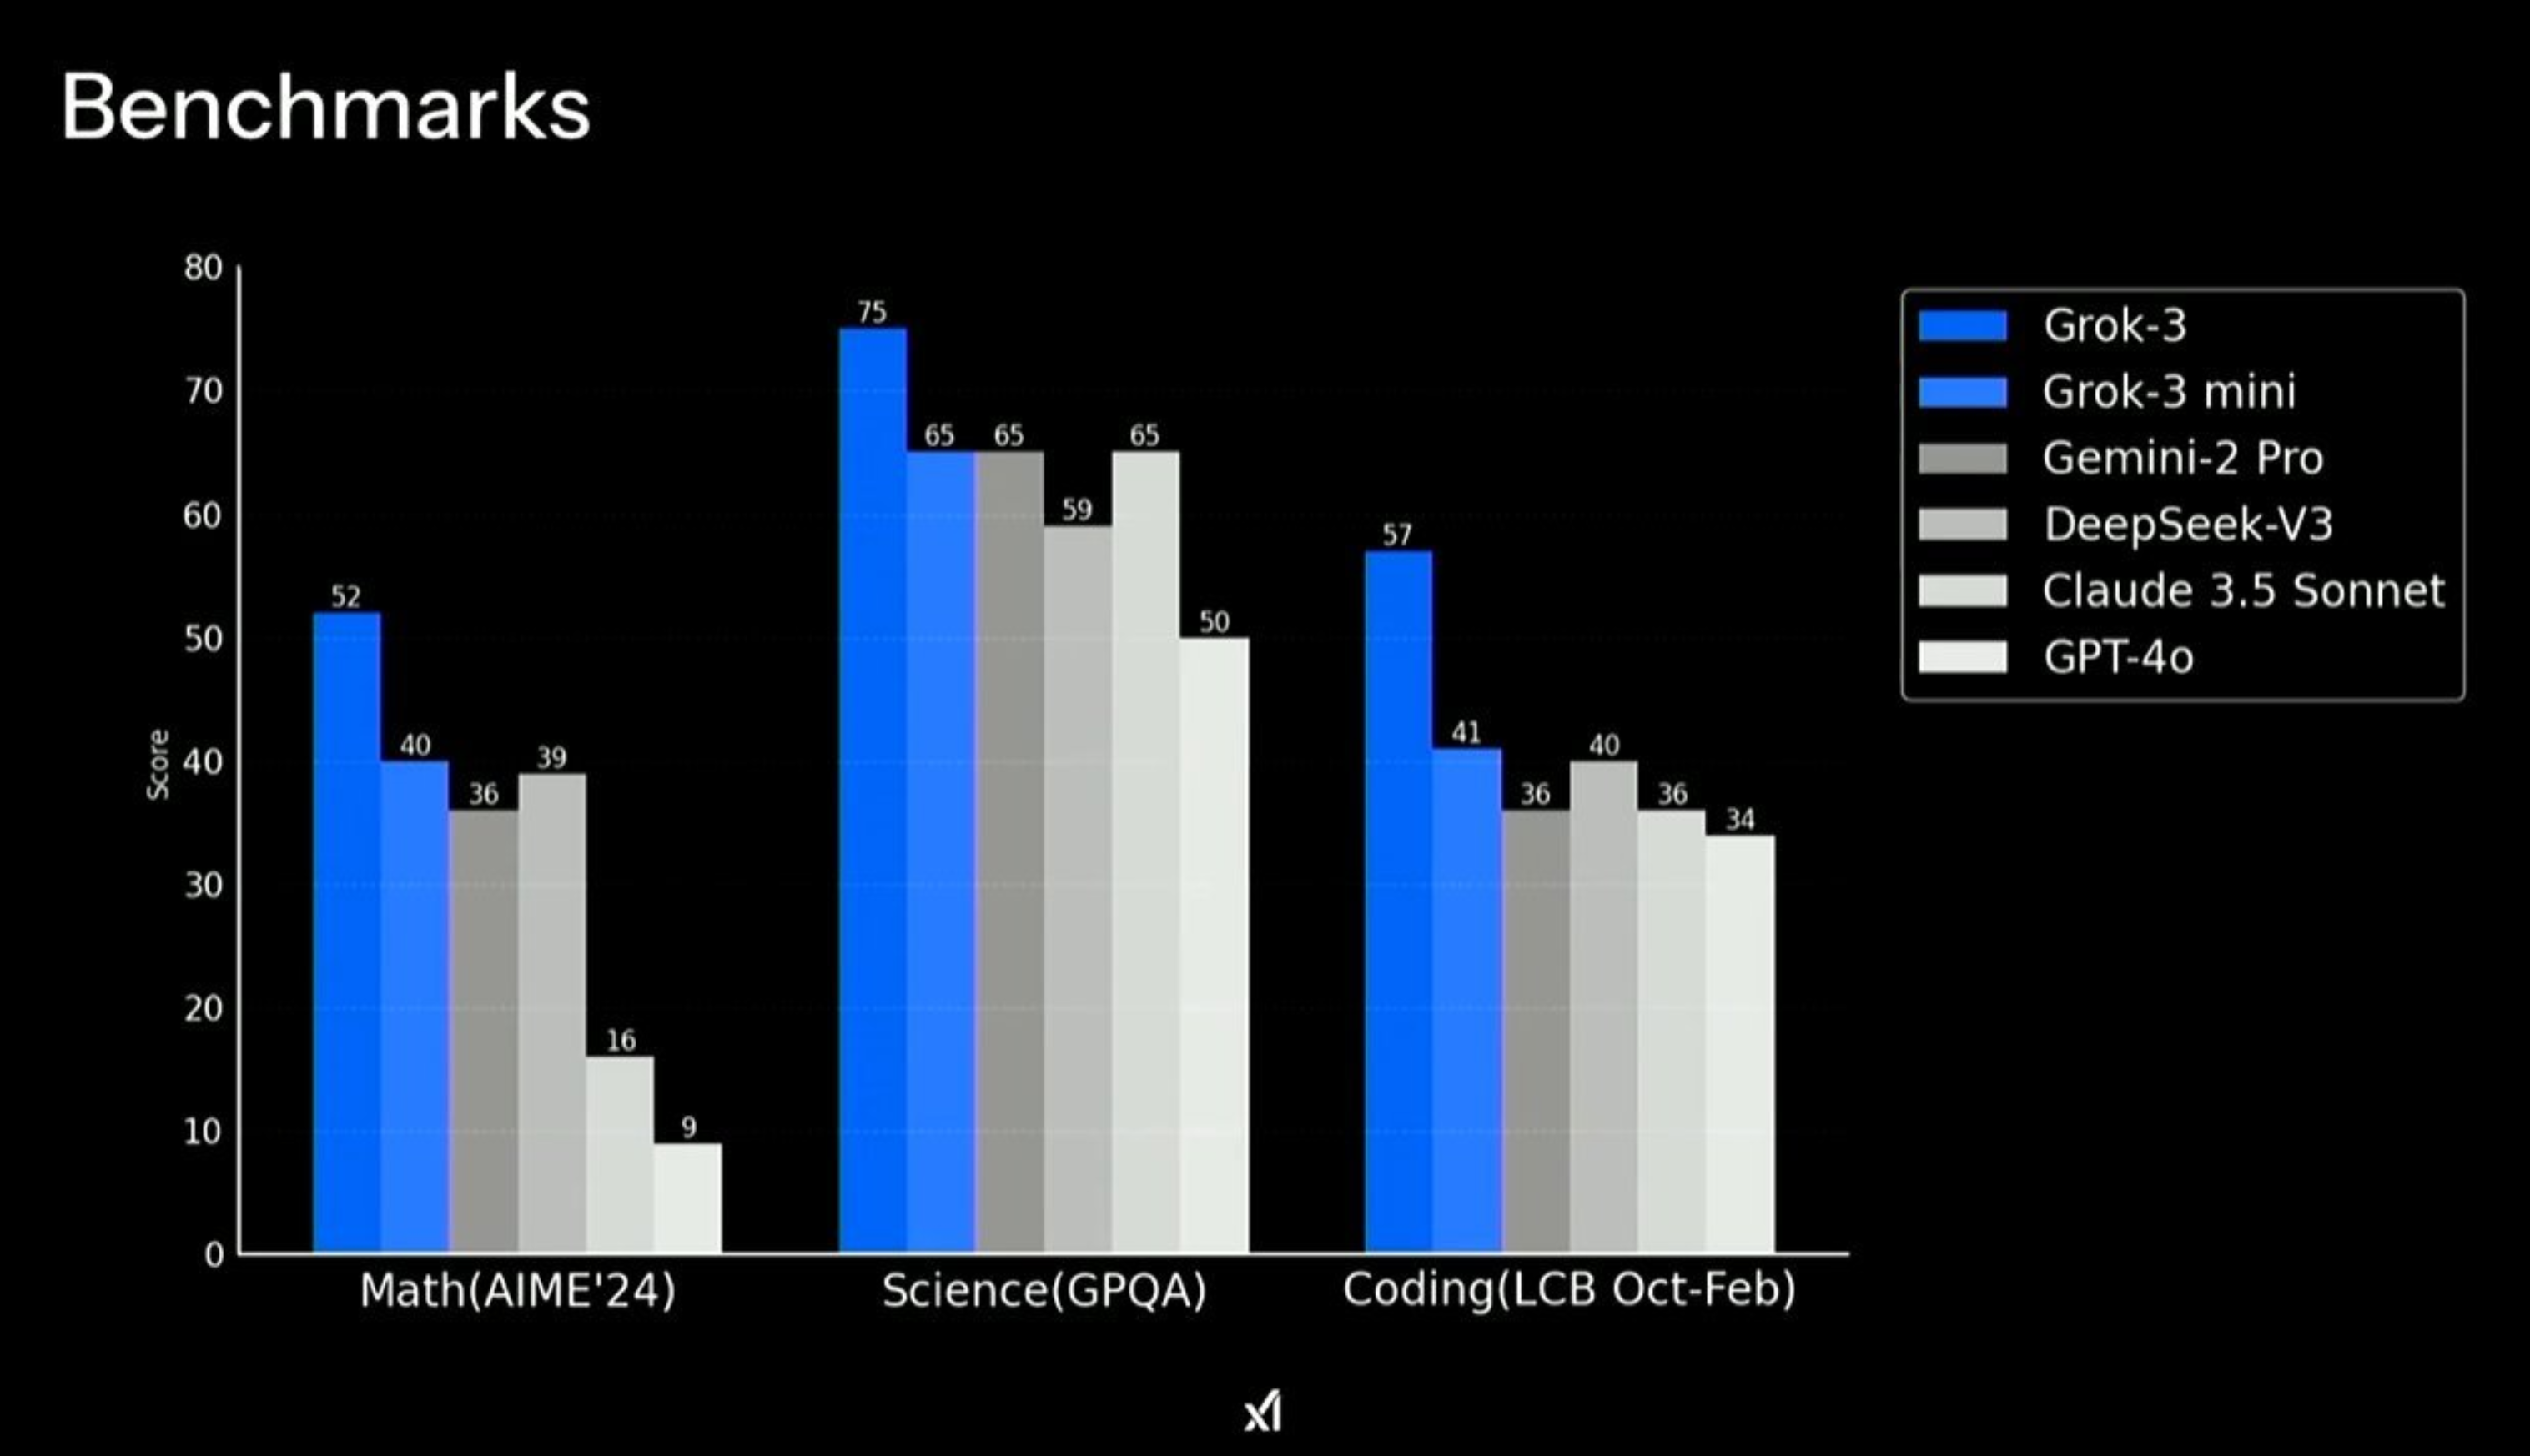 Benchmarks
80
70
60
50
40
30
20
10
0
Score
52
40
36
39
16
9
75
65
65
59
65
50
57
41
36
40
36
34
Math(AIME'24)
Science(GPQA)
Coding(LCB Oct-Feb)
Grok-3
Grok-3 mini
Gemini-2 Pro
DeepSeek-V3
Claude 3.5 Sonnet
GPT-4o
xI